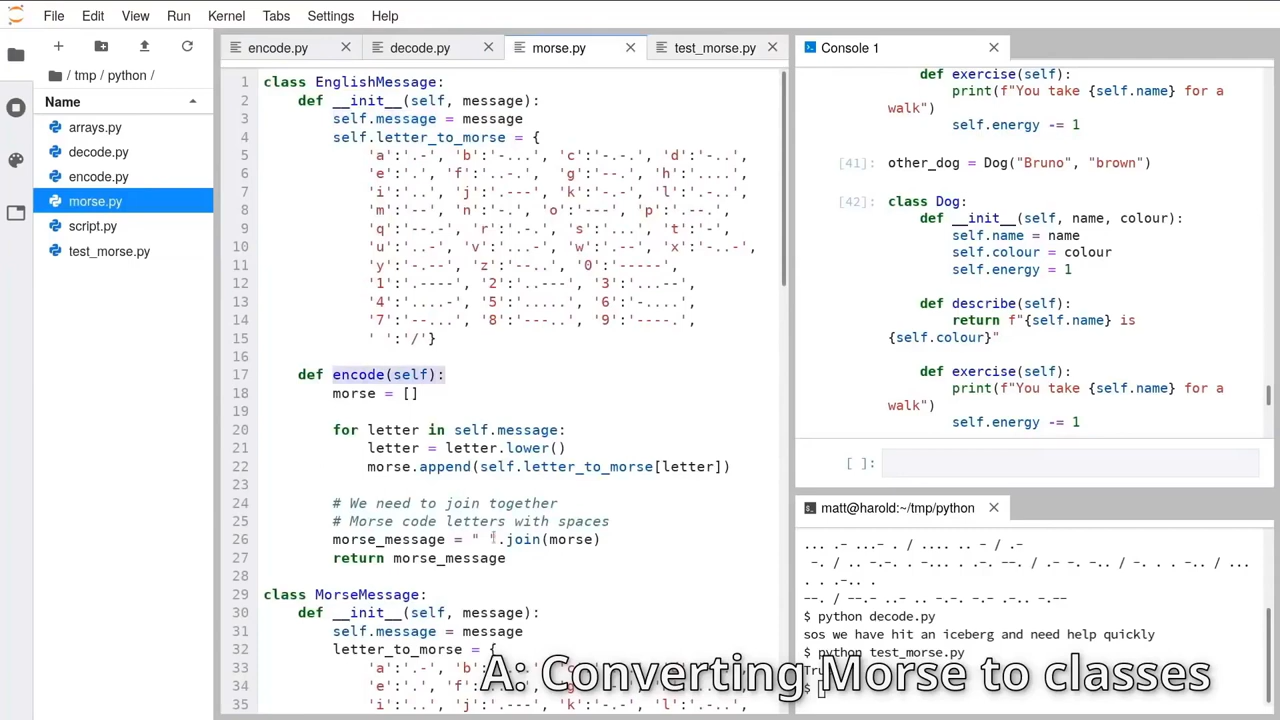 File Edit View Run Kernel Tabs Settings Help
/ tmp / python /
Name
arrays.py
decode.py
encode.py
morse.py
script.py
test_morse.py
encode.py
decode.py
morse.py
test_morse.py
1 class EnglishMessage:
2 def __init__(self, message):
3 self.message = message
4 self.letter_to_morse = {
5 'a':'.-', 'b':'-...', 'c':'-.-.', 'd':'-..',
6 'e':'.', 'f':'..-.', 'g':'--.', 'h':'....',
7 'i':'..', 'j':'.---', 'k':'-.-', 'l':'.-..',
8 'm':'--', 'n':'-.', 'o':'---', 'p':'.--.',
9 'q':'--.-', 'r':'.-.', 's':'...', 't':'-',
10 'u':'..-', 'v':'...-', 'w':'.--', 'x':'-..-',
11 'y':'-.--', 'z':'--..', '0':'-----',
12 '1':'.----', '2':'..---', '3':'...--',
13 '4':'....-', '5':'.....', '6':'-....',
14 '7':'--...', '8':'---..', '9':'----.',
15 ' ':'/'}
16
17 def encode(self):
18 morse = []
19
20 for letter in self.message:
21 letter = letter.lower()
22 morse.append(self.letter_to_morse[letter])
23
24 # We need to join together
25 # Morse code letters with spaces
26 morse_message = " ".join(morse)
27 return morse_message
28
29 class MorseMessage:
30 def __init__(self, message):
31 self.message = message
32 letter_to_morse = {
33 'a':'.-', 'b':
34 'e':'.', 'f':
35 'i':'..', 'j':
Console 1
def exercise(self):
print(f"You take {self.name} for a
walk")
self.energy -= 1
[41]: other_dog = Dog("Bruno", "brown")
[42]: class Dog:
def __init__(self, name, colour):
self.name = name
self.colour = colour
self.energy = 1
def describe(self):
return f"{self.name} is
{self.colour}"
def exercise(self):
print(f"You take {self.name} for a
walk")
self.energy -= 1
[ ]:
matt@harold:~/tmp/python
... .- ...- . / .... .. - / .-
-. / .. -.-. . -... . .-. --. / .- -. -.. / -. . . -.. / ...
. . .-.. .
--. / --.- ..- .. -.-. -.- .-.. -.--
$ python decode.py
sos we have hit an iceberg and need help quickly
$ python test_morse.py
$
A: Converting Morse to classes